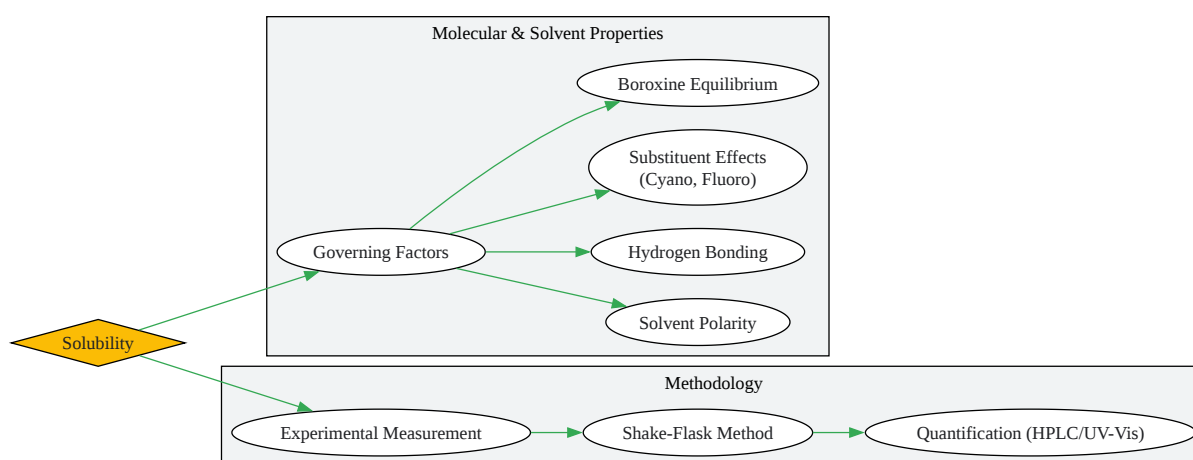 Molecular & Solvent Properties
Boroxine Equilibrium
Substituent Effects
(Cyano, Fluoro)
Governing Factors
Hydrogen Bonding
Solvent Polarity
Solubility
Methodology
Experimental Measurement
Shake-Flask Method
Quantification (HPLC/UV-Vis)